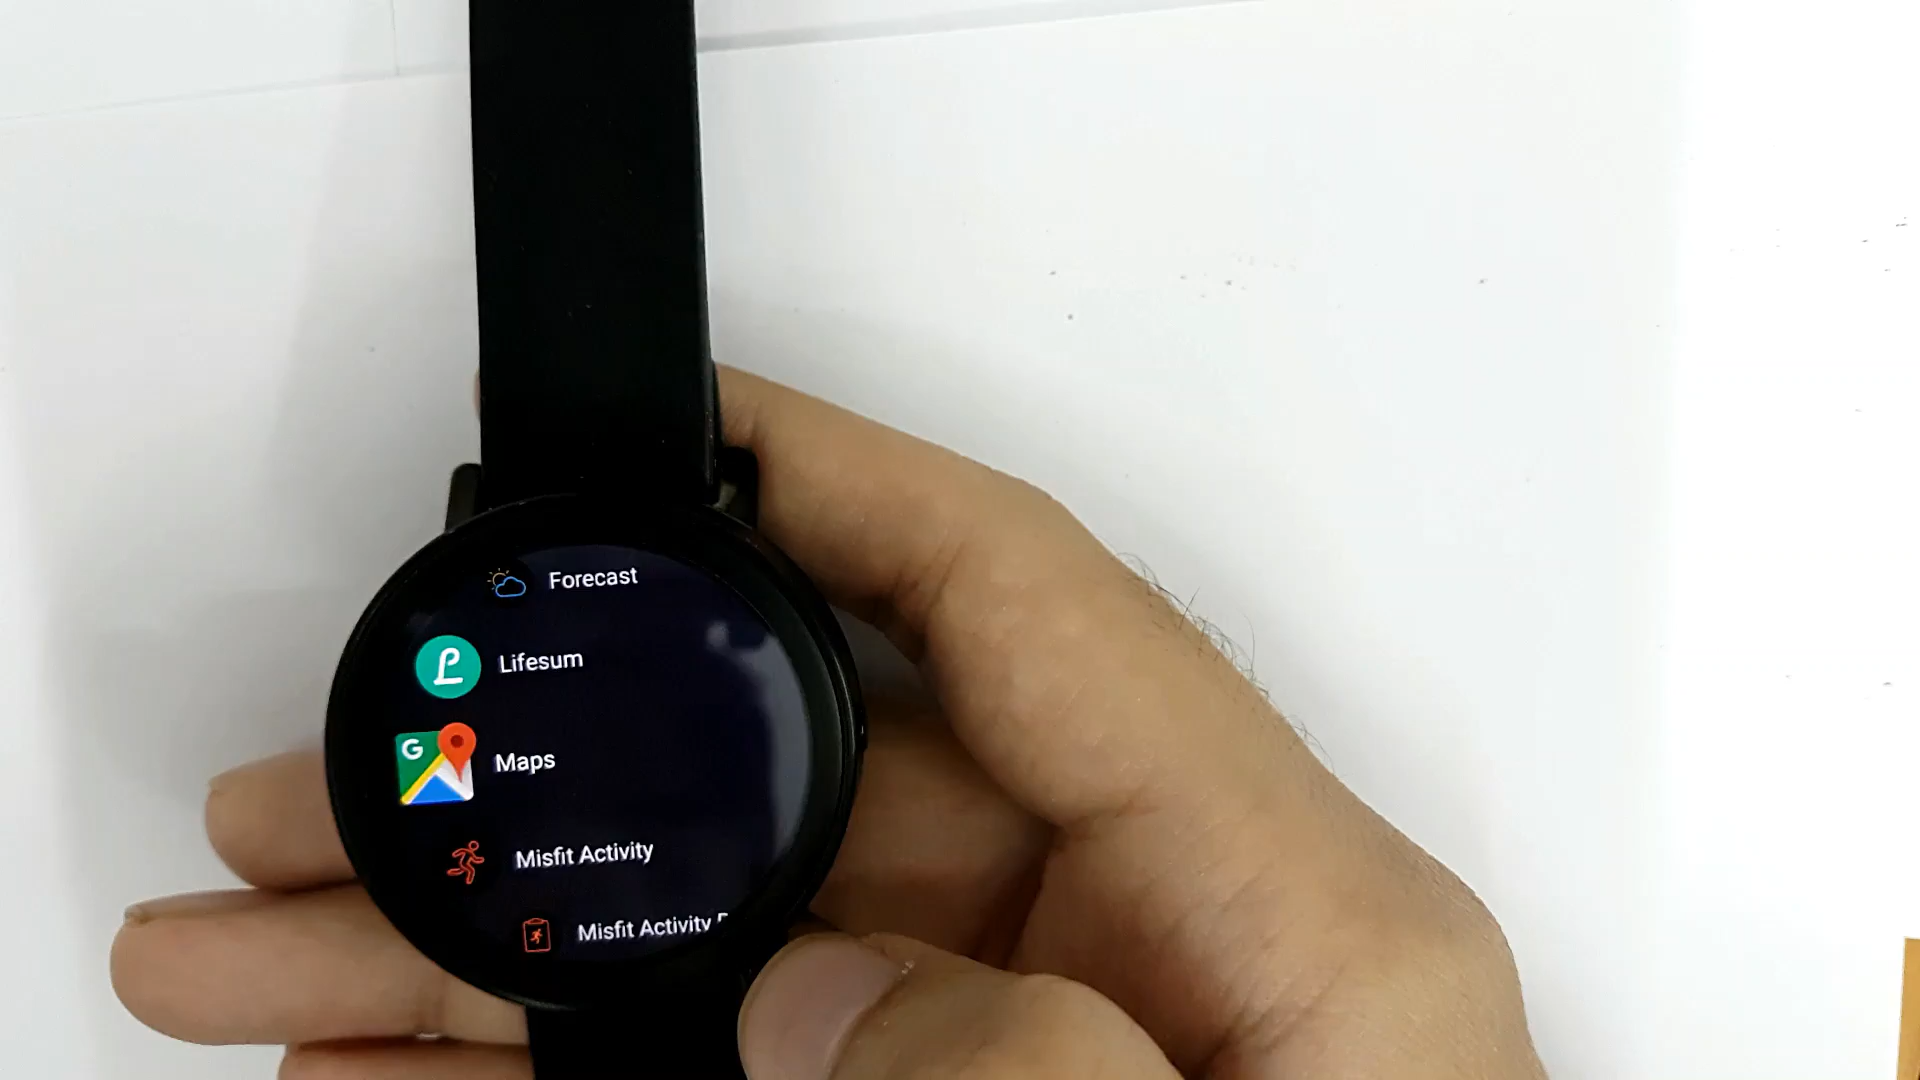 Forecast
Lifesum
G
Maps
Misfit Activity
Misfit Activity